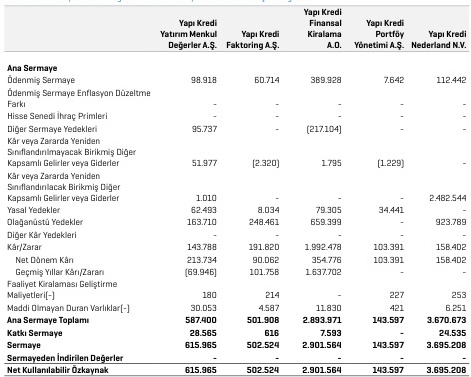 Yapı Kredi Yatırım Menkul Değerler A.Ş. Yapı Kredi Faktoring A.Ş. Yapı Kredi Finansal Kiralama A.O. Yapı Kredi Portföy Yönetimi A.Ş. Yapı Kredi Nederland N.V.
Ana Sermaye
Ödenmiş Sermaye 98.918 60.714 389.928 7.642 112.442
Ödenmiş Sermaye Enflasyon Düzeltme
Farkı - - - - -
Hisse Senedi İhraç Primleri - - - - -
Diğer Sermaye Yedekleri 95.737 - (217.104) - -
Kâr veya Zararda Yeniden
Sınıflandırılmayacak Birikmiş Diğer
Kapsamlı Gelirler veya Giderler 51.977 (2.320) 1.795 (1.229) -
Kâr veya Zararda Yeniden
Sınıflandırılacak Birikmiş Diğer
Kapsamlı Gelirler veya Giderler 1.010 - - - 2.482.544
Yasal Yedekler 62.493 8.034 79.305 34.441 -
Olağanüstü Yedekler 163.710 248.461 659.399 - 923.789
Diğer Kâr Yedekleri - - - - -
Kâr/Zarar 143.788 191.820 1.992.478 103.391 158.402
Net Dönem Kârı 213.734 90.062 354.776 103.391 158.402
Geçmiş Yıllar Kârı/Zararı (69.946) 101.758 1.637.702 - -
Faaliyet Kiralaması Geliştirme
Maliyetleri(-) 180 214 - 227 253
Maddi Olmayan Duran Varlıklar(-) 30.053 4.587 11.830 421 6.251
Ana Sermaye Toplamı 587.400 501.908 2.893.971 143.597 3.670.673
Katkı Sermaye 28.565 616 7.593 - 24.535
Sermaye 615.965 502.524 2.901.564 143.597 3.695.208
Sermayeden İndirilen Değerler - - - - -
Net Kullanılabilir Özkaynak 615.965 502.524 2.901.564 143.597 3.695.208